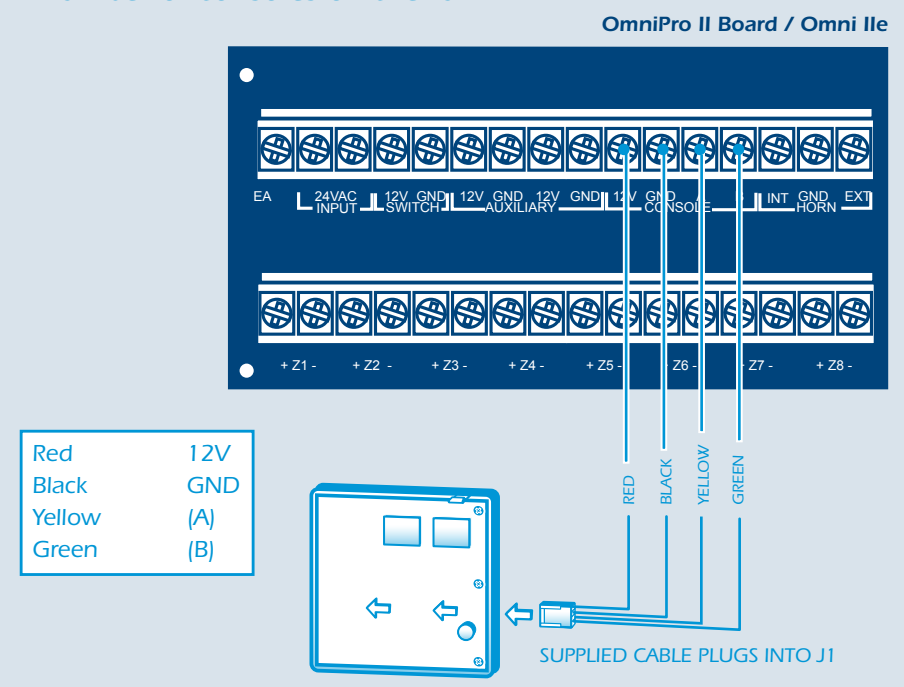 OmniPro II Board / Omni IIe
EA 24VAC 12V GND 12V GND 12V GND 12V GND INT GND EXT
INPUT SWITCH AUXILIARY CONSOLE HORN
+ Z1 - + Z2 - + Z3 - + Z4 - + Z5 - Z6 - Z7 - + Z8 -
Red 12V
Black GND
Yellow (A)
Green (B)
RED
BLACK
YELLOW
GREEN
SUPPLIED CABLE PLUGS INTO J1